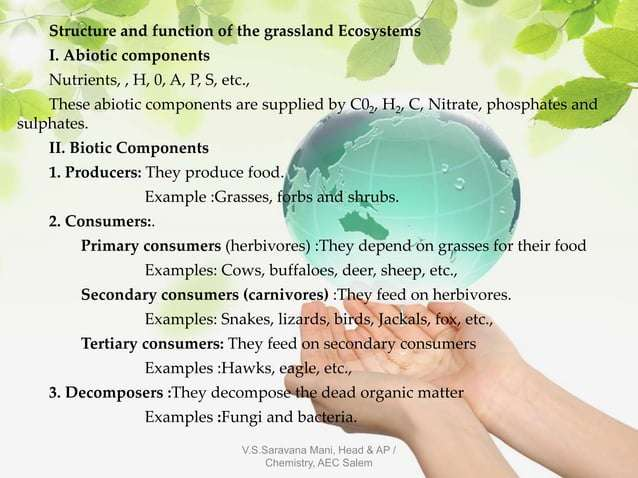 Structure and function of the grassland Ecosystems
I. Abiotic components
Nutrients, , H, 0, A, P, S, etc.,
These abiotic components are supplied by C0₂, H₂, C, Nitrate, phosphates and
sulphates.
II. Biotic Components
1. Producers: They produce food.
Example :Grasses, forbs and shrubs.
2. Consumers:.
Primary consumers (herbivores) :They depend on grasses for their food
Examples: Cows, buffaloes, deer, sheep, etc.,
Secondary consumers (carnivores) :They feed on herbivores.
Examples: Snakes, lizards, birds, Jackals, fox, etc.,
Tertiary consumers: They feed on secondary consumers
Examples :Hawks, eagle, etc.,
3. Decomposers :They decompose the dead organic matter
Examples :Fungi and bacteria.
V.S.Saravana Mani, Head & AP /
Chemistry, AEC Salem